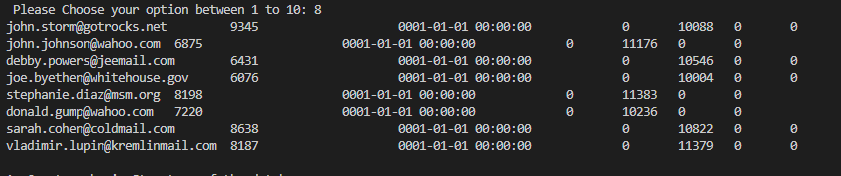 Please Choose your option between 1 to 10: 8
john.storm@gotrocks.net 9345 0001-01-01 00:00:00 0 10088 0 0
john.johnson@wahoo.com 6875 0001-01-01 00:00:00 0 11176 0 0
debby.powers@jeemail.com 6431 0001-01-01 00:00:00 0 10546 0 0
joe.byethen@whitehouse.gov 6076 0001-01-01 00:00:00 0 10004 0 0
stephanie.diaz@msm.org 8198 0001-01-01 00:00:00 0 11383 0 0
donald.gump@wahoo.com 7220 0001-01-01 00:00:00 0 10236 0 0
sarah.cohen@coldmail.com 8638 0001-01-01 00:00:00 0 10822 0 0
vladimir.lupin@kremlinmail.com 8187 0001-01-01 00:00:00 0 11379 0 0